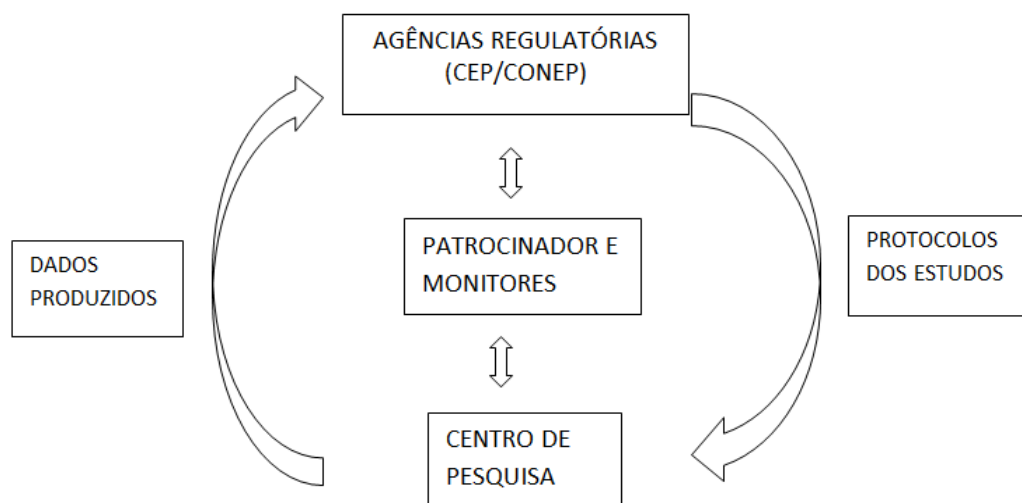 AGÊNCIAS REGULATÓRIAS
(CEP/CONEP)
DADOS
PRODUZIDOS
PATROCINADOR E
MONITORES
PROTOCOLOS
DOS ESTUDOS
CENTRO DE
PESQUISA